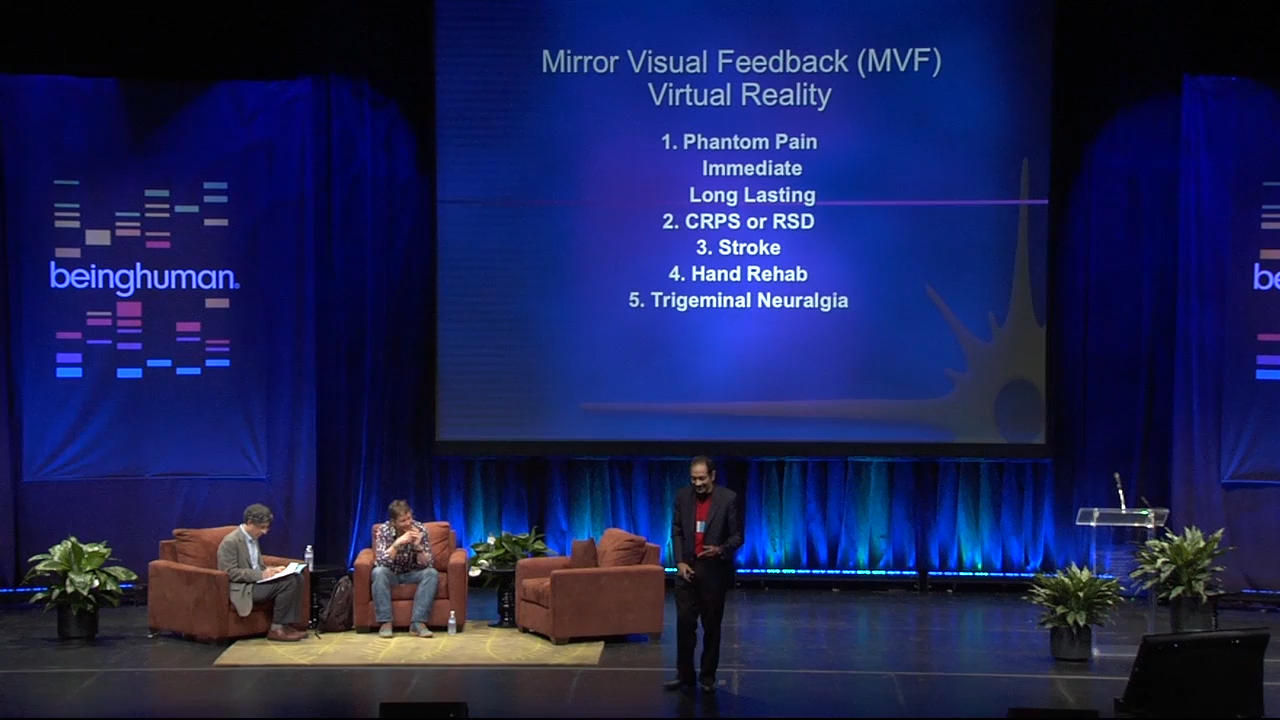 Mirror Visual Feedback (MVF)
Virtual Reality
1. Phantom Pain
Immediate
Long Lasting
2. CRPS or RSD
3. Stroke
4. Hand Rehab
5. Trigeminal Neuralgia
beinghuman.
be